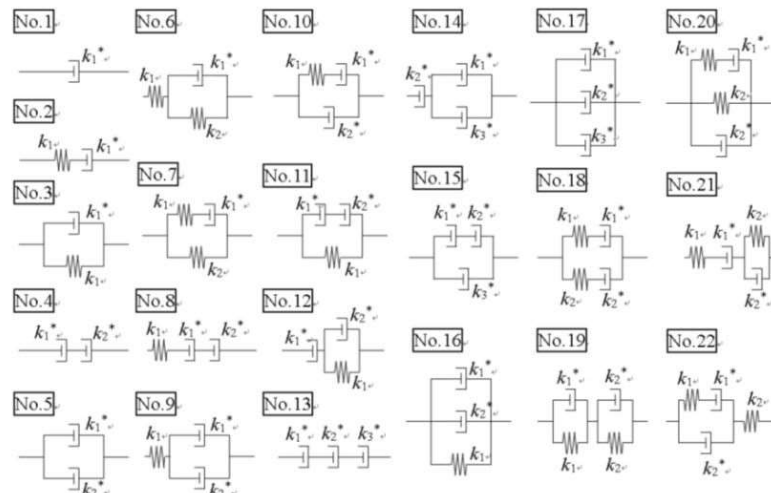 No.1
k₁*
No.2
k₁ k₁*
No.3
k₁*
k₁
No.4
k₁* k₂*
No.5
k₁*
k₂*
No.6
k₁*
k₁
k₂
No.7
k₁ k₁*
k₂
No.8
k₁ k₁* k₂*
No.9
k₁*
k₁
k₂*
No.10
k₁ k₁*
k₂*
No.11
k₁* k₂*
k₁
No.12
k₂*
k₁*
k₁
No.13
k₁* k₂* k₃*
No.14
k₁*
k₂*
k₃*
No.15
k₁* k₂*
k₃*
No.16
k₁*
k₂*
k₁
No.17
k₁*
k₂*
k₃*
No.18
k₁ k₁*
k₂ k₂*
No.19
k₁* k₂*
k₁ k₂
No.20
k₁ k₁*
k₂
k₂*
No.21
k₂
k₁ k₁*
k₂*
No.22
k₁ k₁* k₂
k₂*